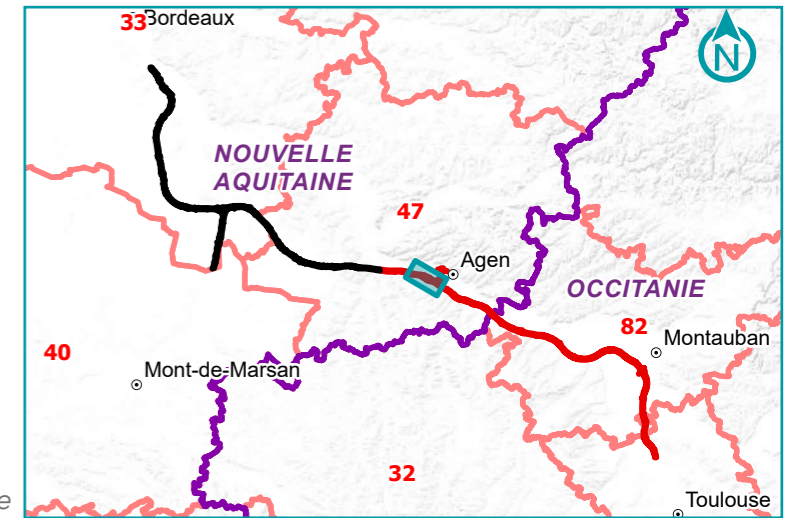 33
Bordeaux
N
NOUVELLE
AQUITAINE
47
Agen
OCCITANIE
82
Montauban
40
Mont-de-Marsan
32
e
Toulouse